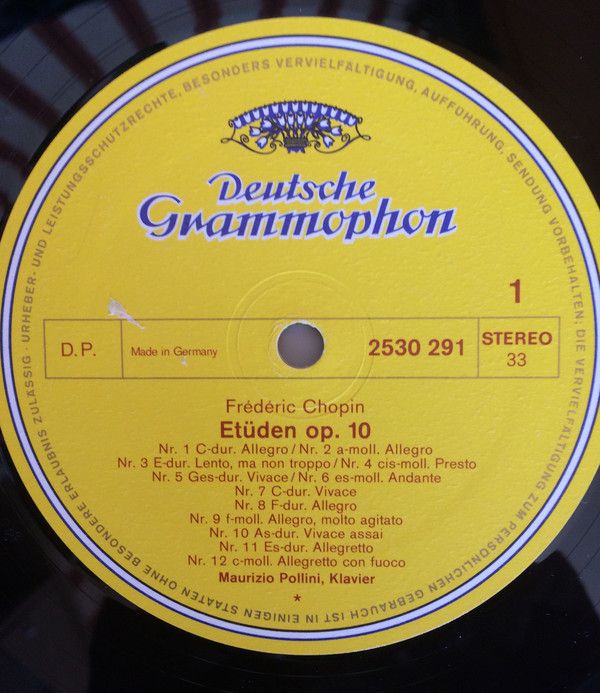 URHEBER- UND LEISTUNGSSCHUTZRECHTE, BESONDERS VERVIELFÄLTIGUNG, AUFFÜHRUNG, SENDUNG VORBEHALTEN; DIE VERVIELFÄLTIGUNG ZUM PERSÖNLICHEN GEBRAUCH IST IN EINIGEN STAATEN OHNE BESONDERE ERLAUBNIS ZULÄSSIG ·
Deutsche
Grammophon
1
D.P.
Made in Germany
2530 291
STEREO
33
Frédéric Chopin
Etüden op. 10
Nr. 1 C-dur. Allegro / Nr. 2 a-moll. Allegro
Nr. 3 E-dur. Lento, ma non troppo / Nr. 4 cis-moll. Presto
Nr. 5 Ges-dur. Vivace / Nr. 6 es-moll. Andante
Nr. 7 C-dur. Vivace
Nr. 8 F-dur. Allegro
Nr. 9 f-moll. Allegro, molto agitato
Nr. 10 As-dur. Vivace assai
Nr. 11 Es-dur. Allegretto
Nr. 12 c-moll. Allegretto con fuoco
Maurizio Pollini, Klavier
*